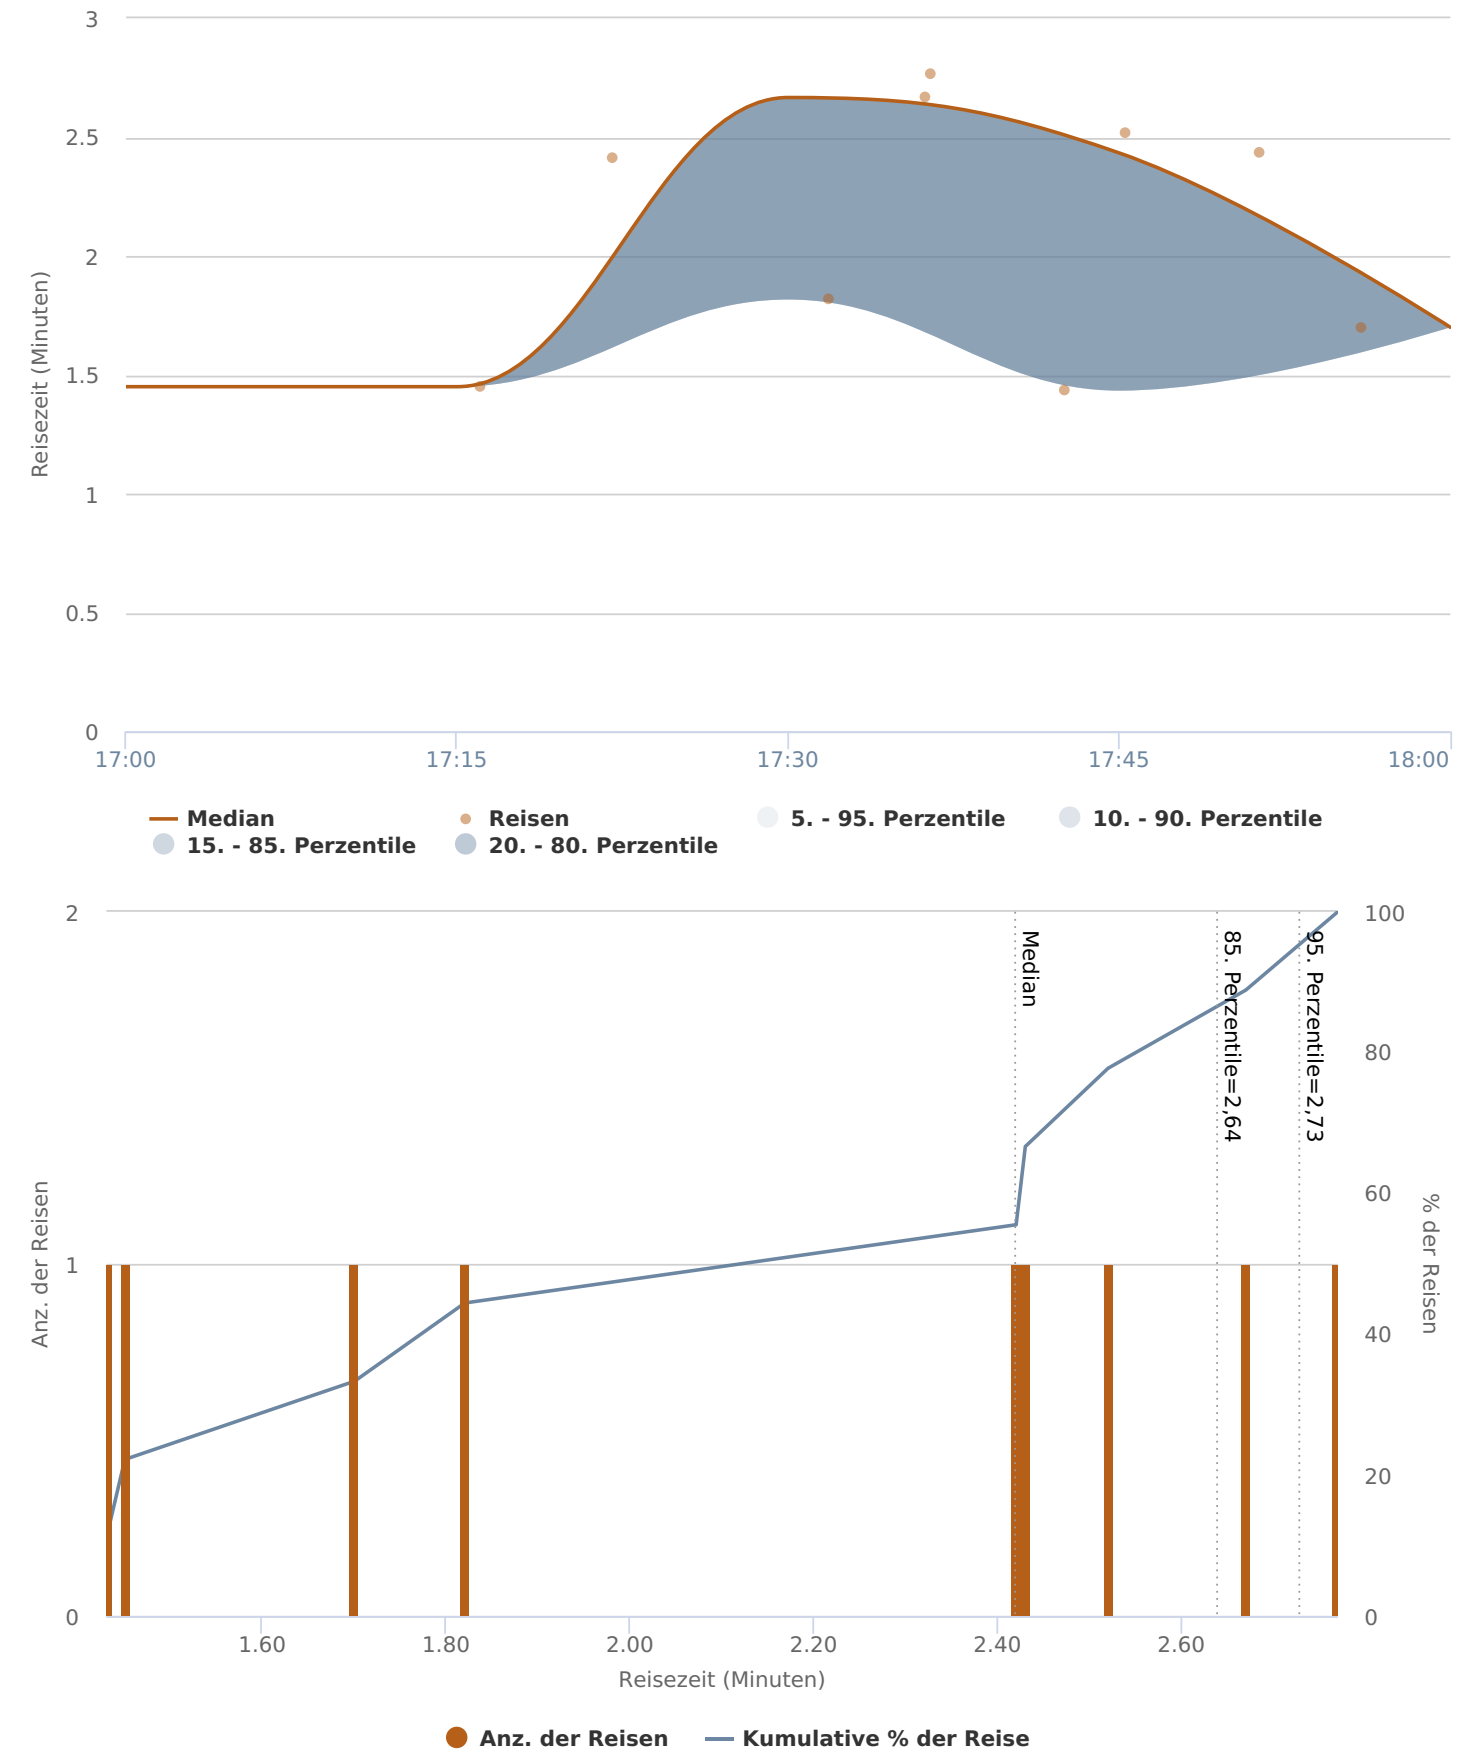 3
2.5
2
1.5
1
0.5
0
Reisezeit (Minuten)
17:00 17:15 17:30 17:45 18:00
Median Reisen 5. - 95. Perzentile 10. - 90. Perzentile
15. - 85. Perzentile 20. - 80. Perzentile
2
1
0
Anz. der Reisen
Median
85. Perzentile=2,64
95. Perzentile=2,73
100
80
60
40
20
0
% der Reisen
1.60 1.80 2.00 2.20 2.40 2.60
Reisezeit (Minuten)
Anz. der Reisen Kumulative % der Reise